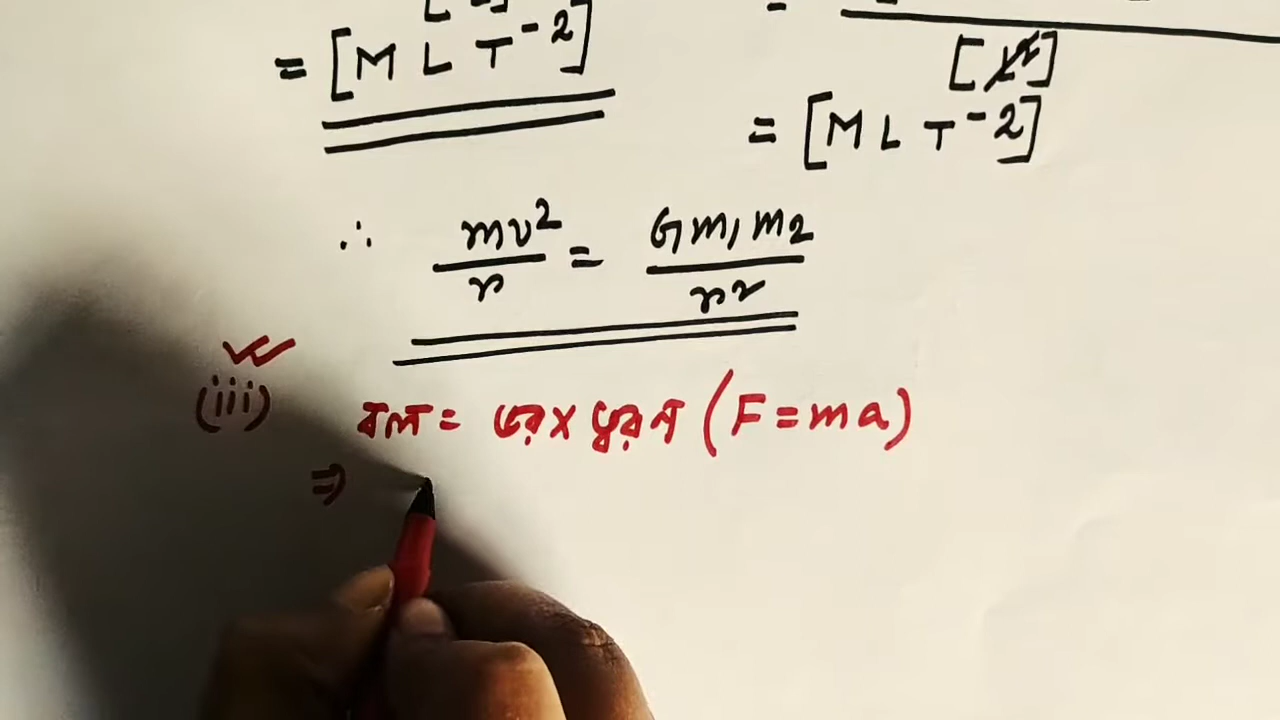 = [M L T⁻²]
[L²]
= [M L T⁻²]
∴ mv²/r = Gm₁m₂/r²
(iii) বল = ভর × ত্বরণ (F = ma)
⇒